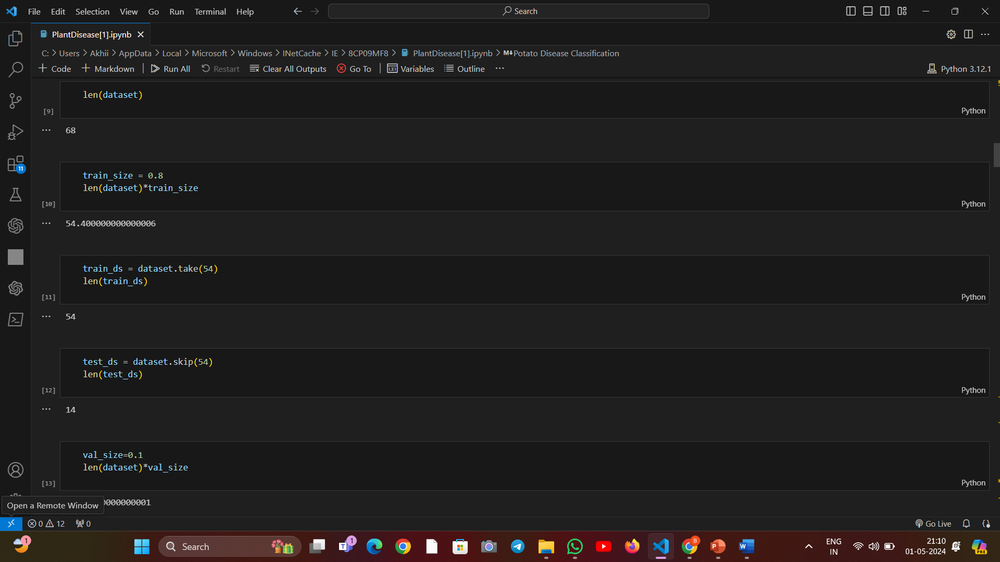 File Edit Selection View Go Run Terminal Help
Search
PlantDisease[1].ipynb
C: > Users > Akhii > AppData > Local > Microsoft > Windows > INetCache > IE > 8CP09MF8 > PlantDisease[1].ipynb > M↓Potato Disease Classification
+ Code + Markdown | Run All Restart Clear All Outputs Go To | Variables Outline ... Python 3.12.1
len(dataset)
[9] Python
... 68
train_size = 0.8
len(dataset)*train_size
[10] Python
... 54.400000000000006
train_ds = dataset.take(54)
len(train_ds)
[11] Python
... 54
test_ds = dataset.skip(54)
len(test_ds)
[12] Python
... 14
val_size=0.1
len(dataset)*val_size
[13] Python
0000000001
11
Open a Remote Window
0 12 0 Go Live
1 Search 1 B ENG 21:10
IN 01-05-2024 PRE